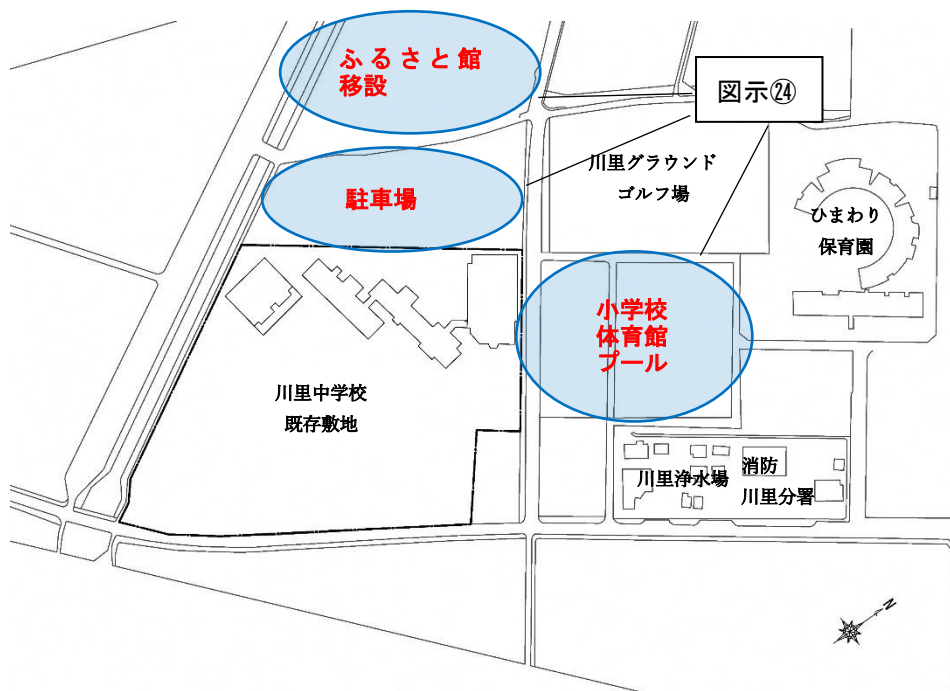 ふるさと館
移設
図示㉔
川里グラウンド
ゴルフ場
駐車場
ひまわり
保育園
小学校
体育館
プール
川里中学校
既存敷地
川里浄水場
消防
川里分署
N